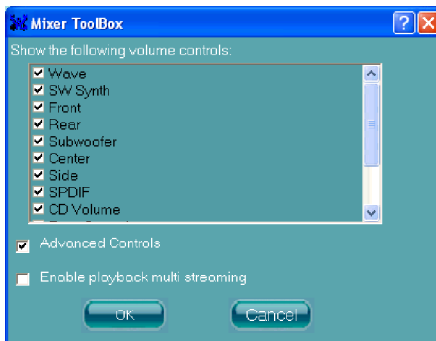 Mixer ToolBox
Show the following volume controls:
Wave
SW Synth
Front
Rear
Subwoofer
Center
Side
SPDIF
CD Volume
Advanced Controls
Enable playback multi streaming
OK
Cancel